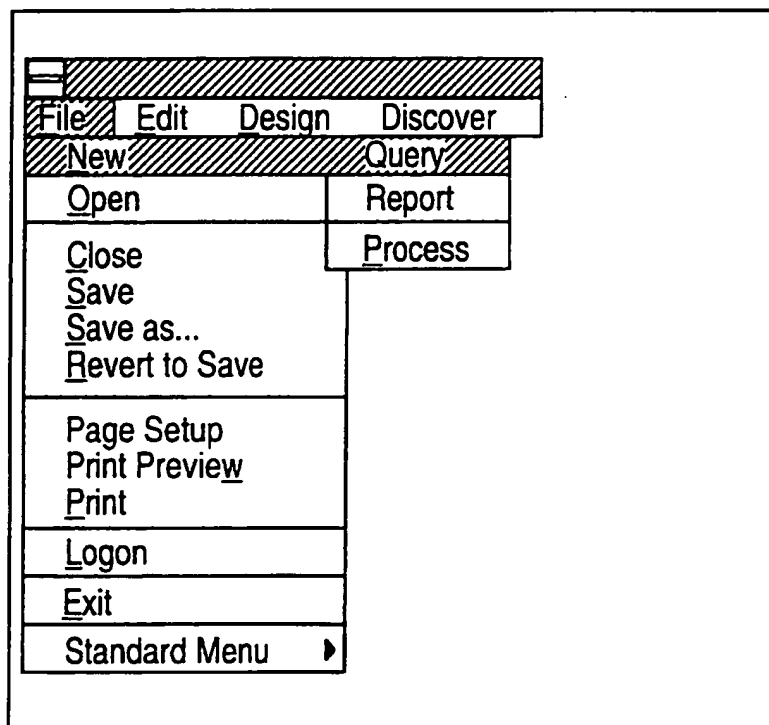 File Edit Design Discover
New Query
Open Report
Close Process
Save
Save as...
Revert to Save
Page Setup
Print Preview
Print
Logon
Exit
Standard Menu